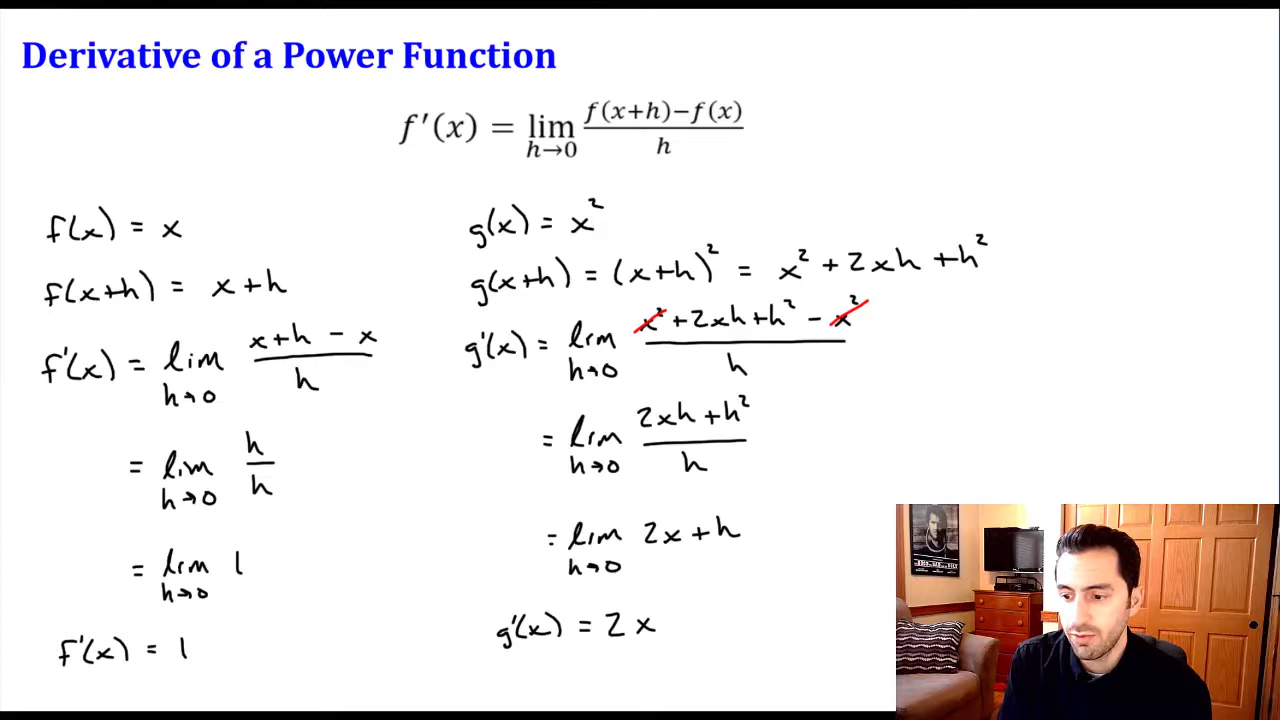 Derivative of a Power Function
f'(x) = lim h→0 f(x+h)−f(x) / h
f(x) = x
f(x+h) = x+h
f'(x) = lim h→0 x+h − x / h
= lim h→0 h / h
= lim h→0 1
f'(x) = 1
g(x) = x²
g(x+h) = (x+h)² = x² + 2xh + h²
g'(x) = lim h→0 x² + 2xh + h² − x² / h
= lim h→0 2xh + h² / h
= lim h→0 2x + h
g'(x) = 2x